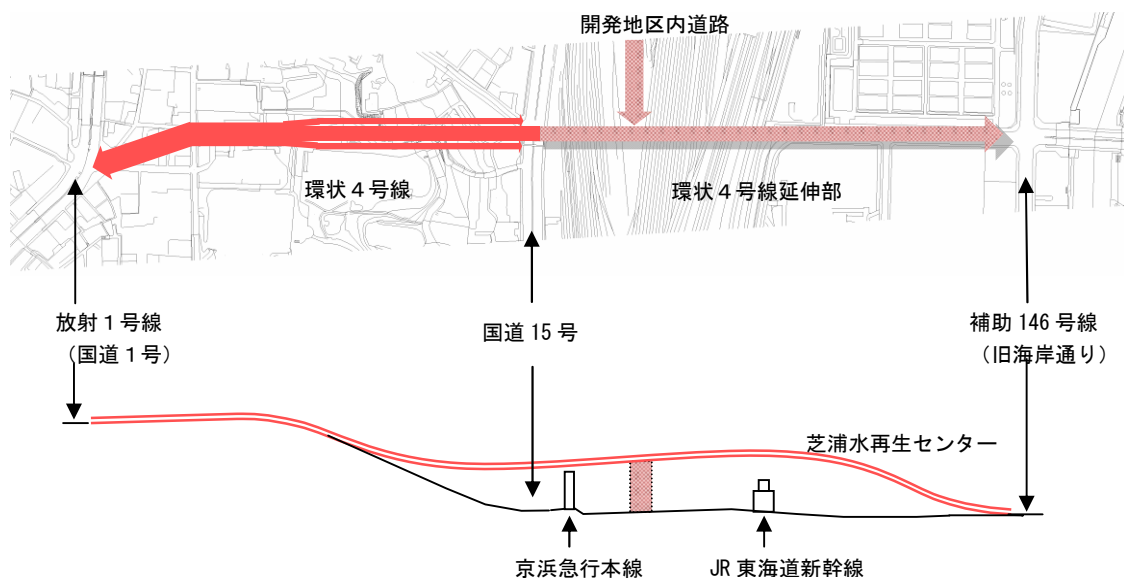 開発地区内道路
環状４号線
環状４号線延伸部
放射１号線
（国道１号）
国道 15 号
補助 146 号線
（旧海岸通り）
芝浦水再生センター
京浜急行本線
JR 東海道新幹線